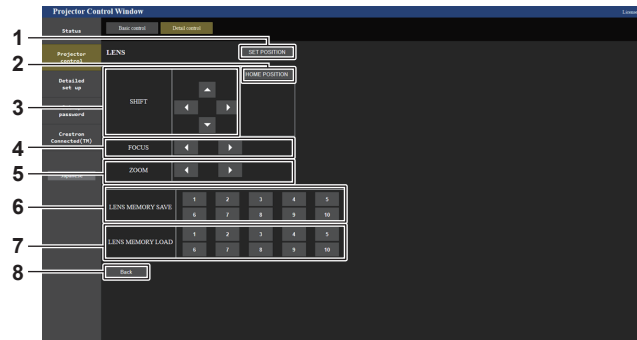 Projector Control Window
Status
Basic control
Detail control
1
Projector
control
LENS
SET POSITION
2
HOME POSITION
Detailed
set up
3
SHIFT
password
Crestron
Connected(TM)
4
FOCUS
5
ZOOM
6
LENS MEMORY SAVE
1 2 3 4 5
6 7 8 9 10
7
LENS MEMORY LOAD
1 2 3 4 5
6 7 8 9 10
8
Back